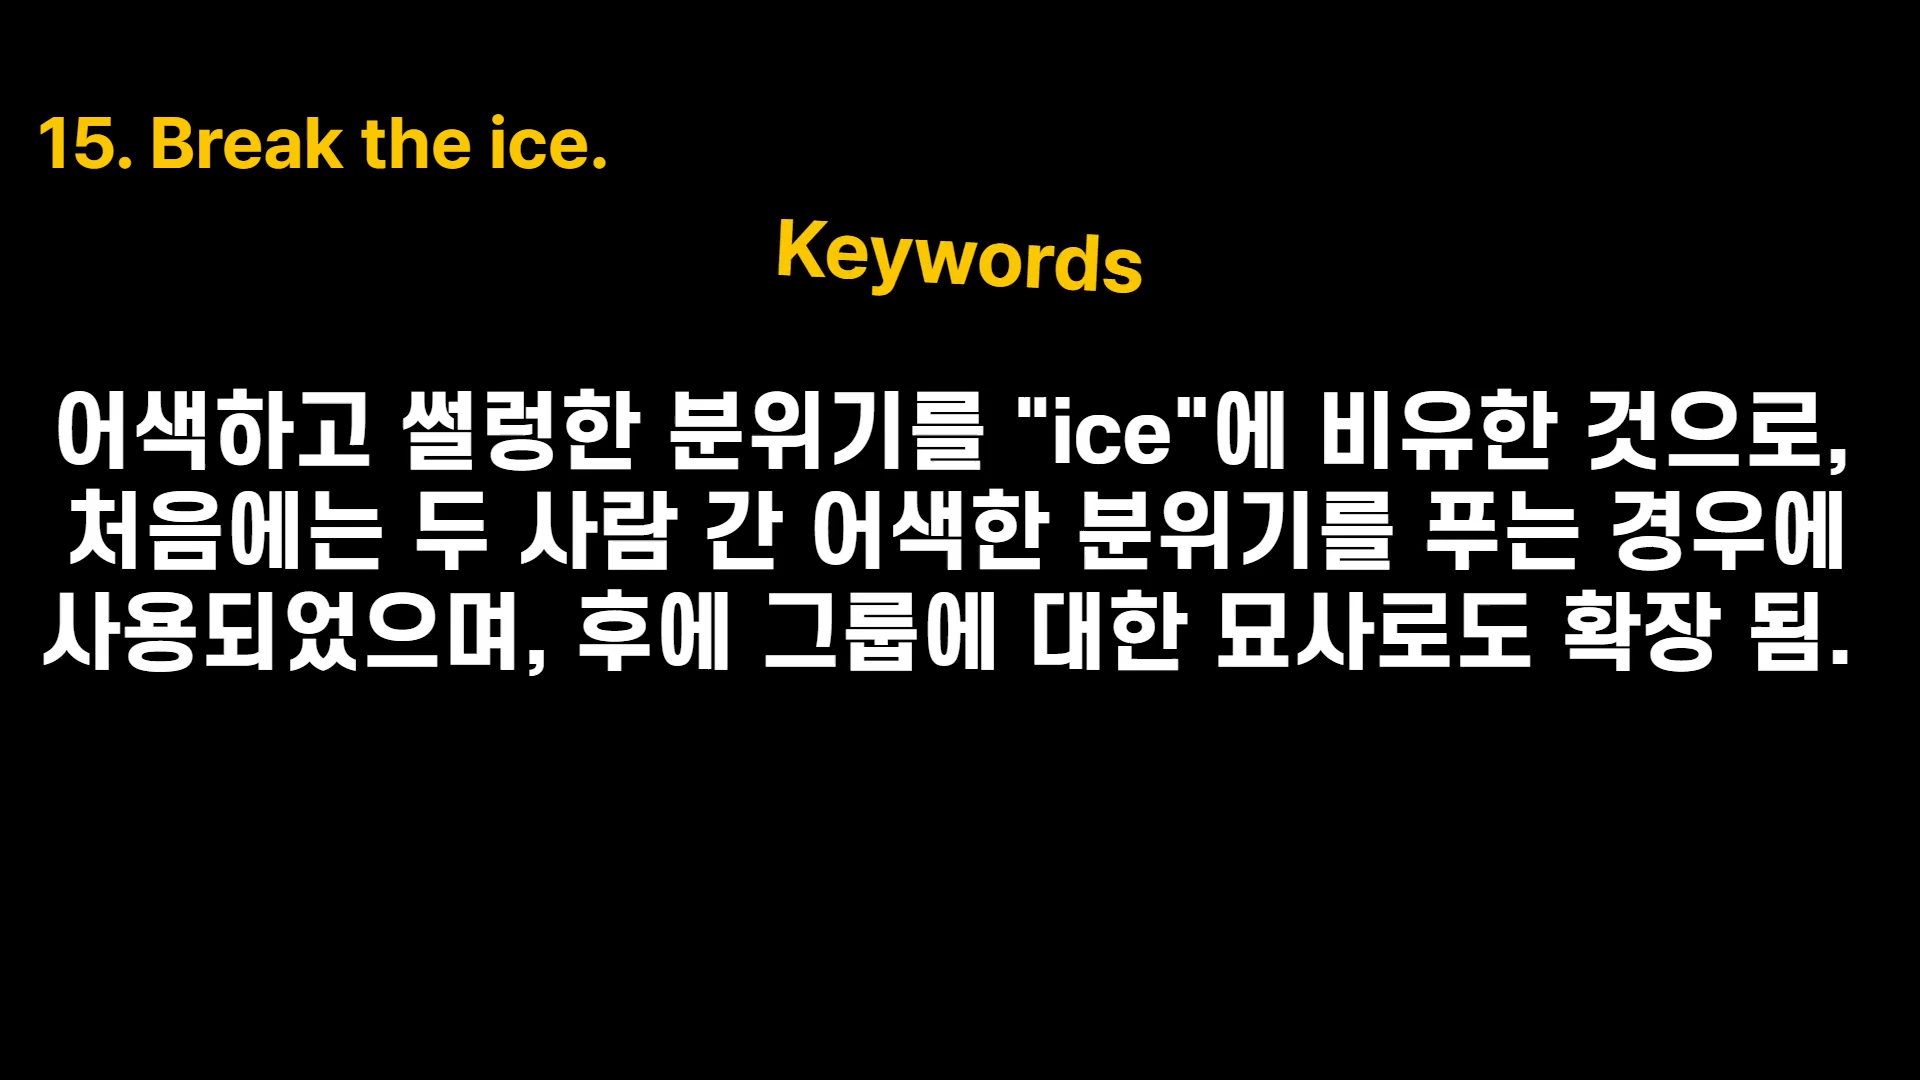 15. Break the ice.
Keywords
어색하고 썰렁한 분위기를 "ice"에 비유한 것으로,
처음에는 두 사람 간 어색한 분위기를 푸는 경우에
사용되었으며, 후에 그룹에 대한 묘사로도 확장 됨.